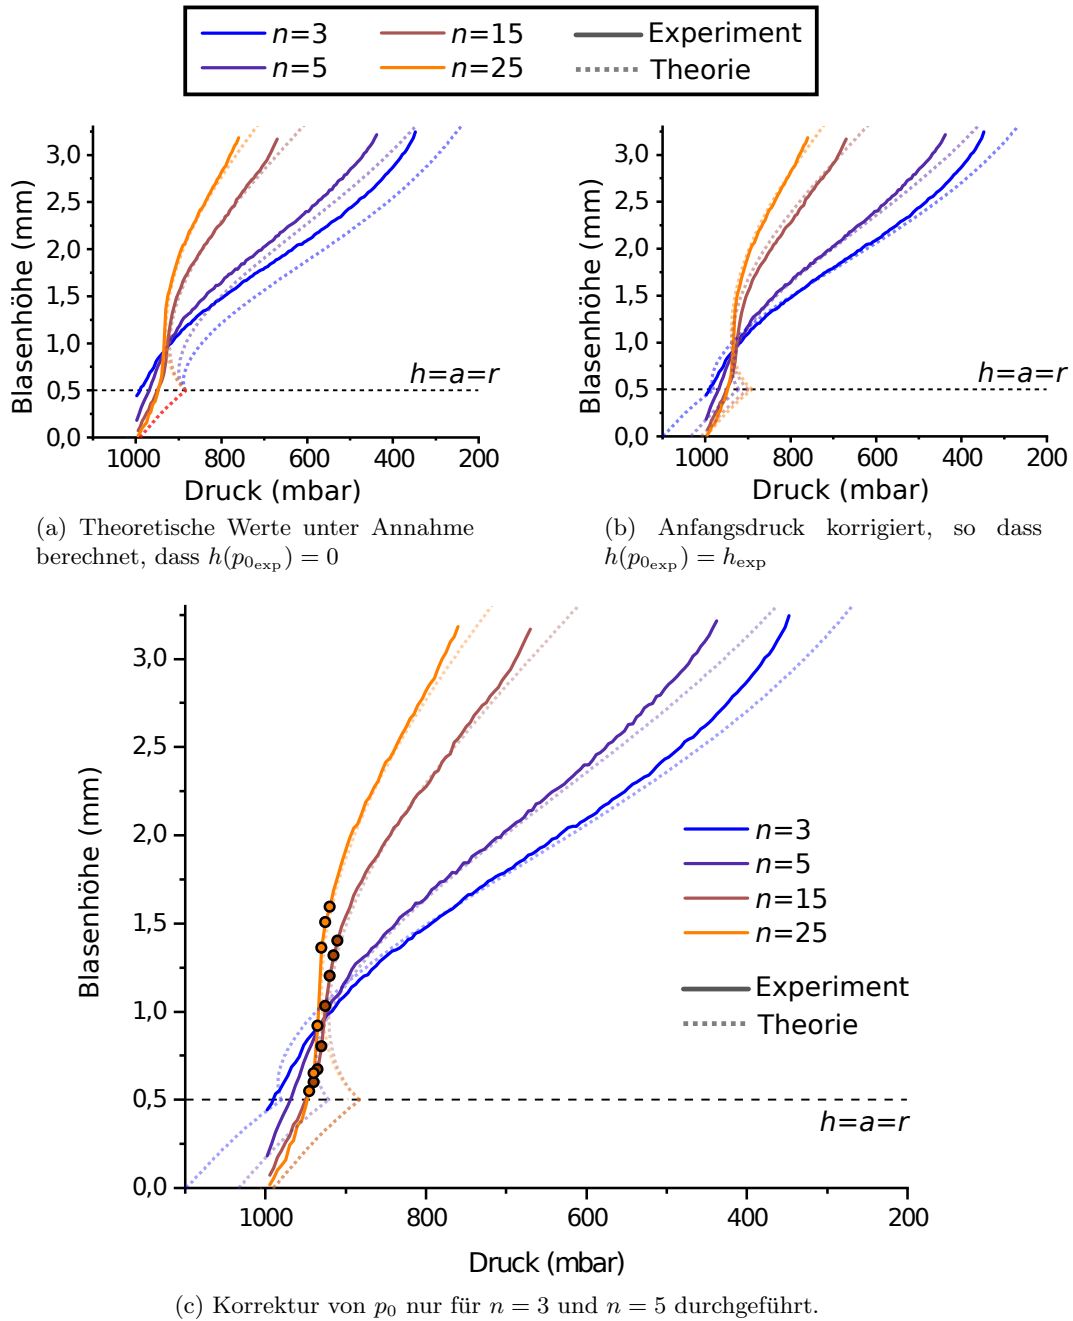 n=3 n=15 Experiment
n=5 n=25 Theorie
Blasenhöhe (mm)
3,0
2,5
2,0
1,5
1,0
0,5
0,0
h=a=r
1000 800 600 400 200
Druck (mbar)
(a) Theoretische Werte unter Annahme
berechnet, dass h(p0exp) = 0
Blasenhöhe (mm)
3,0
2,5
2,0
1,5
1,0
0,5
0,0
h=a=r
1000 800 600 400 200
Druck (mbar)
(b) Anfangsdruck korrigiert, so dass
h(p0exp) = hexp
Blasenhöhe (mm)
3,0
2,5
2,0
1,5
1,0
0,5
0,0
n=3
n=5
n=15
n=25
Experiment
Theorie
h=a=r
1000 800 600 400 200
Druck (mbar)
(c) Korrektur von p0 nur für n = 3 und n = 5 durchgeführt.